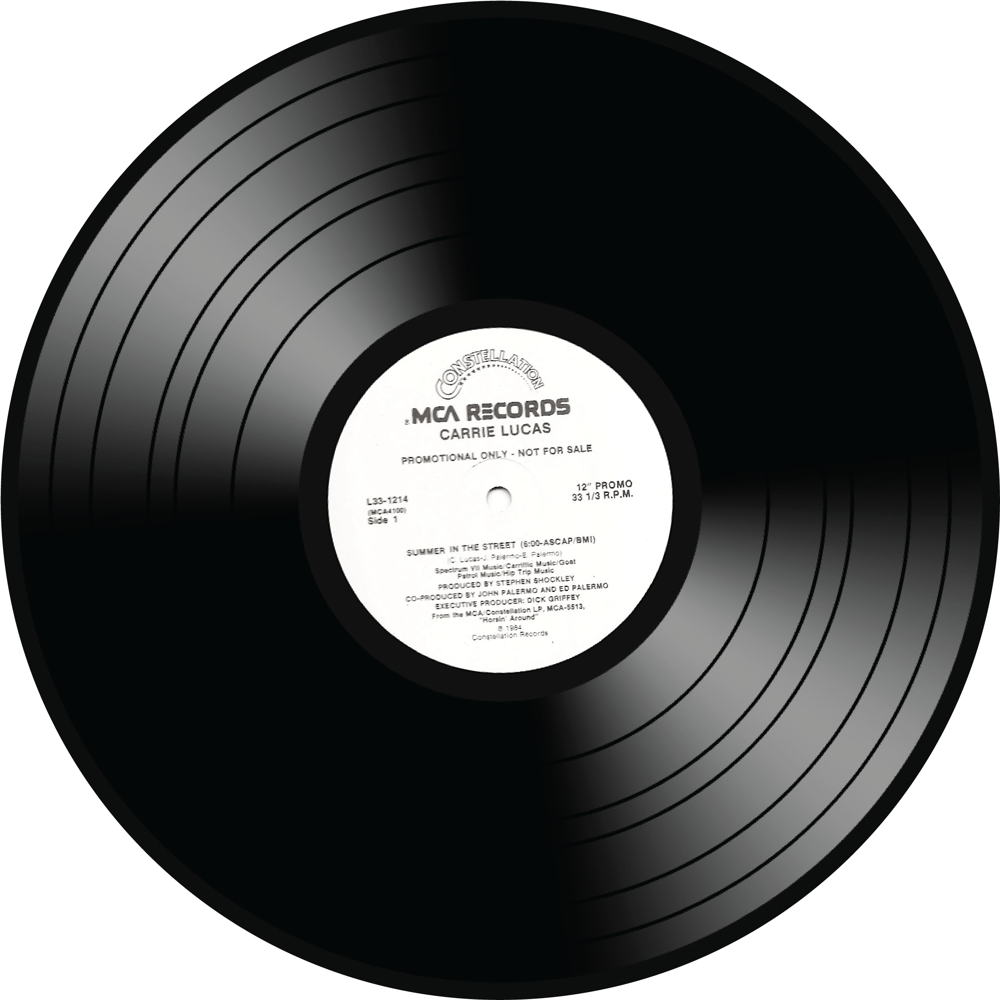 CONSTELLATION
MCA RECORDS
CARRIE LUCAS
PROMOTIONAL ONLY - NOT FOR SALE
12" PROMO
33 1/3 R.P.M.
L33-1214
(MCA4100)
Side 1
SUMMER IN THE STREET (6:00-ASCAP/BMI)
(C. Lucas-J. Palermo-E. Palermo)
Spectrum VII Music/Carriffic Music/Goat
Patrol Music/Hip Trip Music
PRODUCED BY STEPHEN SHOCKLEY
CO-PRODUCED BY JOHN PALERMO AND ED PALERMO
EXECUTIVE PRODUCER: DICK GRIFFEY
From the MCA/Constellation LP, MCA-5513,
"Horsin' Around"
℗ 1984
Constellation Records